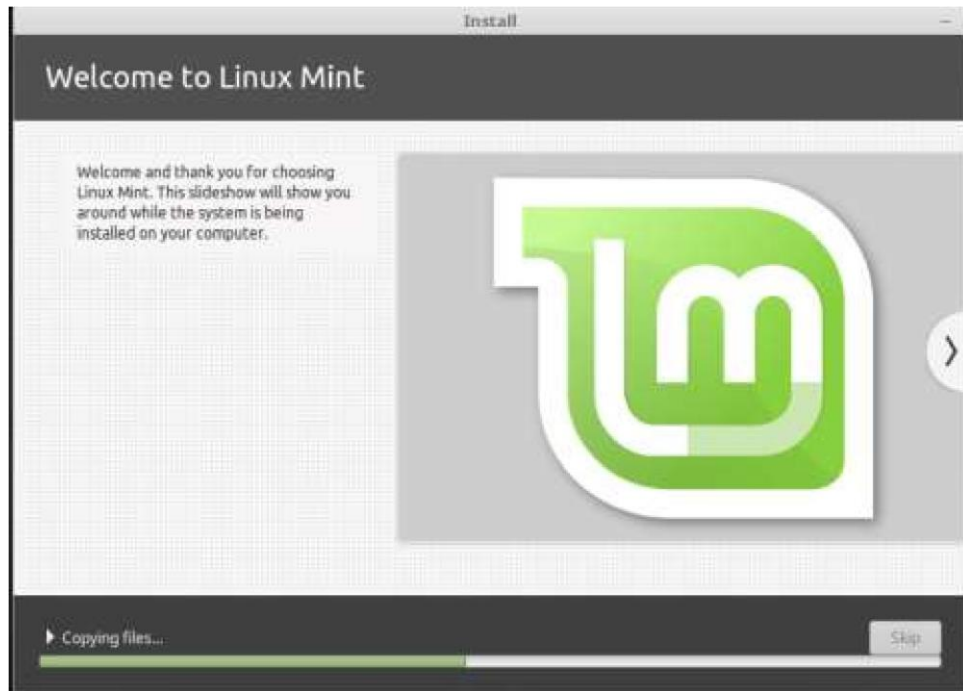 Install
Welcome to Linux Mint
Welcome and thank you for choosing
Linux Mint. This slideshow will show you
around while the system is being
installed on your computer.
lm
Copying files...
Skip